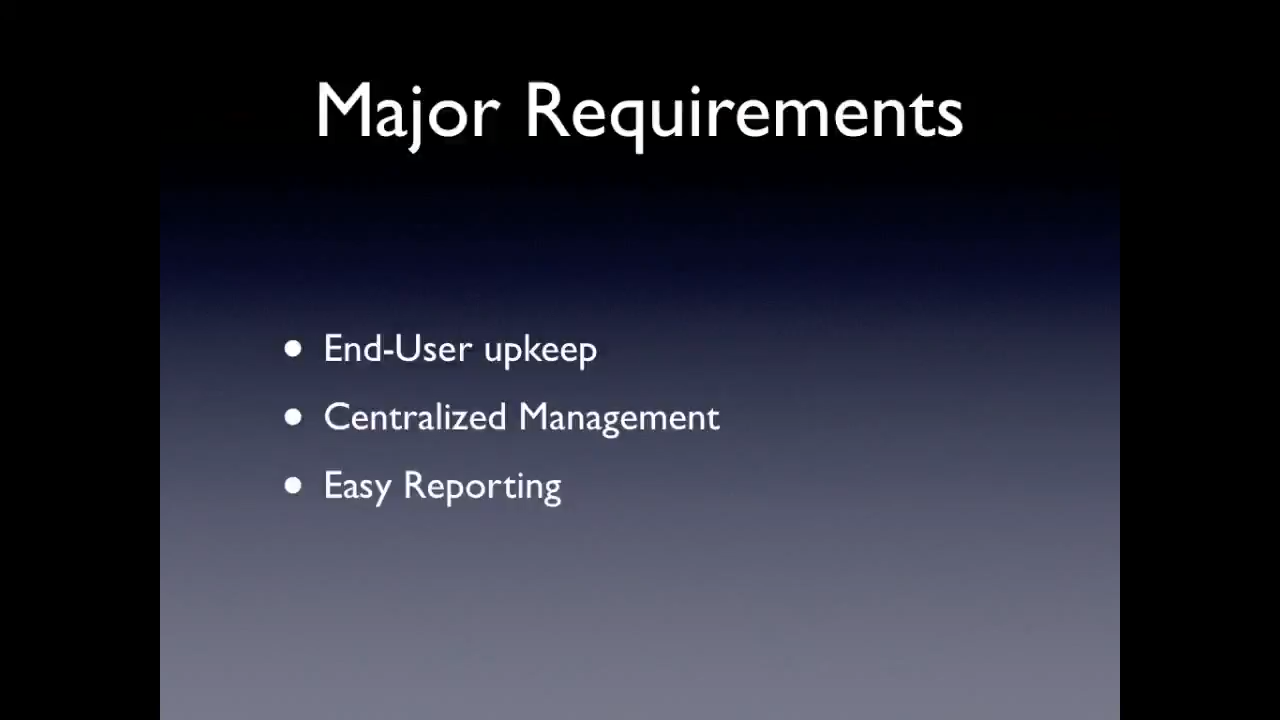 Major Requirements
• End-User upkeep
• Centralized Management
• Easy Reporting